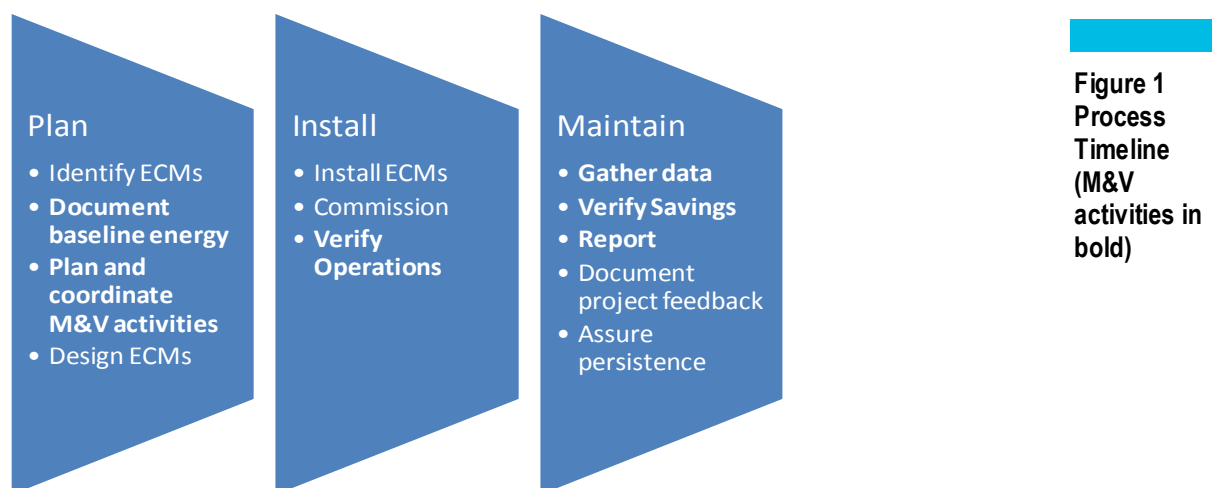 Plan
• Identify ECMs
• Document
baseline energy
• Plan and
coordinate
M&V activities
• Design ECMs
Install
• Install ECMs
• Commission
• Verify
Operations
Maintain
• Gather data
• Verify Savings
• Report
• Document
project feedback
• Assure
persistence
Figure 1
Process
Timeline
(M&V
activities in
bold)